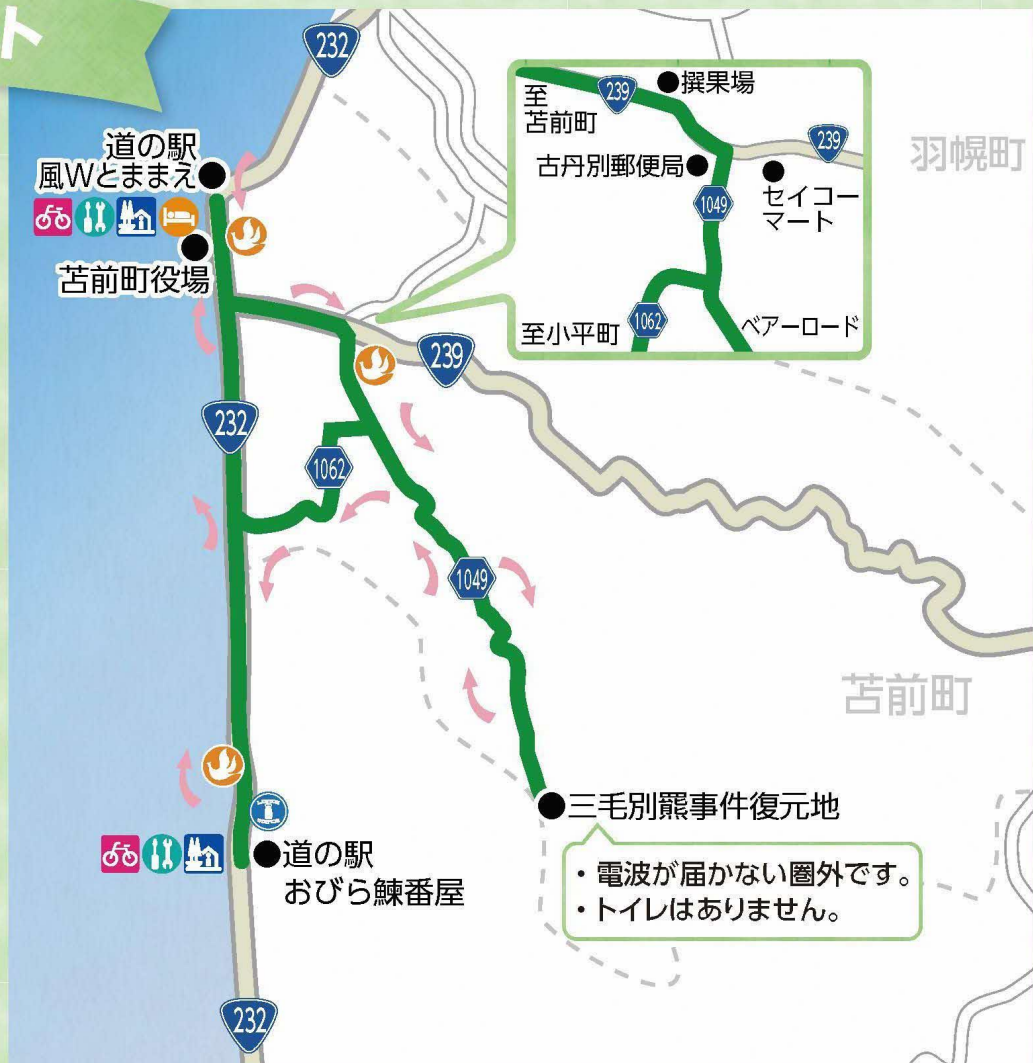 ト
232
道の駅
風Wとままえ
苫前町役場
至
苫前町
239
撰果場
239
古丹別郵便局
セイコー
マート
1049
至小平町
1062
ベアーロード
羽幌町
239
232
1062
1049
苫前町
三毛別羆事件復元地
・電波が届かない圏外です。
・トイレはありません。
道の駅
おびら鰊番屋
232